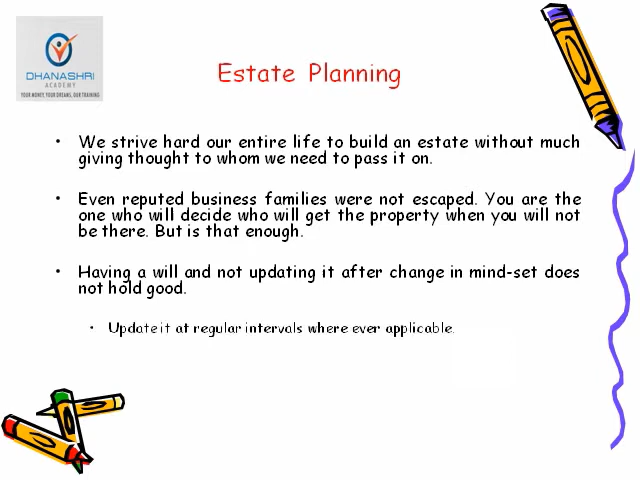 DHANASHRI
ACADEMY
YOUR MONEY, YOUR DREAMS, OUR TRAINING
Estate Planning
• We strive hard our entire life to build an estate without much
giving thought to whom we need to pass it on.
• Even reputed business families were not escaped. You are the
one who will decide who will get the property when you will not
be there. But is that enough.
• Having a will and not updating it after change in mind-set does
not hold good.
• Update it at regular intervals where ever applicable.